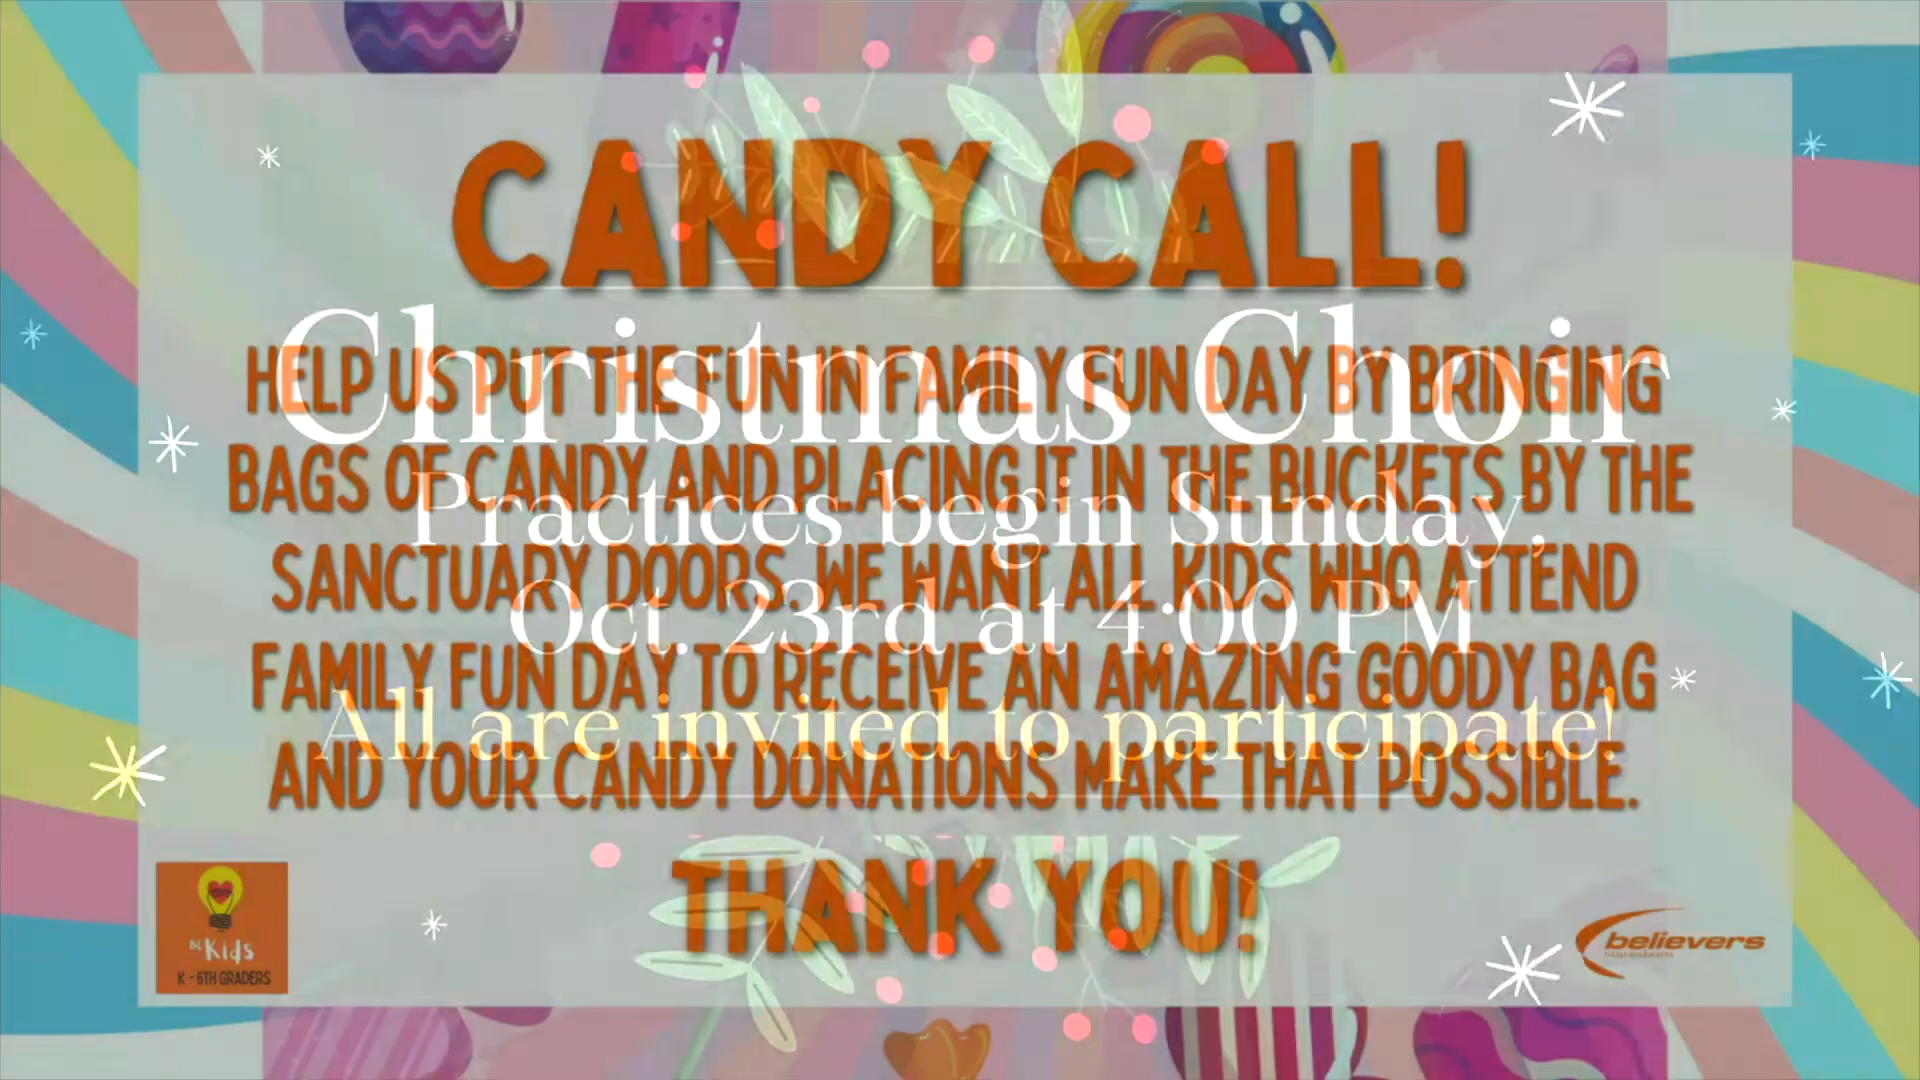 CANDY CALL!
HELP US PUT THE FUN IN FAMILY FUN DAY BY BRINGING
BAGS OF CANDY AND PLACING IT IN THE BUCKETS BY THE
SANCTUARY DOORS. WE WANT ALL KIDS WHO ATTEND
FAMILY FUN DAY TO RECEIVE AN AMAZING GOODY BAG
AND YOUR CANDY DONATIONS MAKE THAT POSSIBLE.
THANK YOU!
Christmas Choir
Practices begin Sunday,
Oct. 23rd at 4:00 PM
All are invited to participate!
BC Kids
K - 6TH GRADERS
believers
statesboro